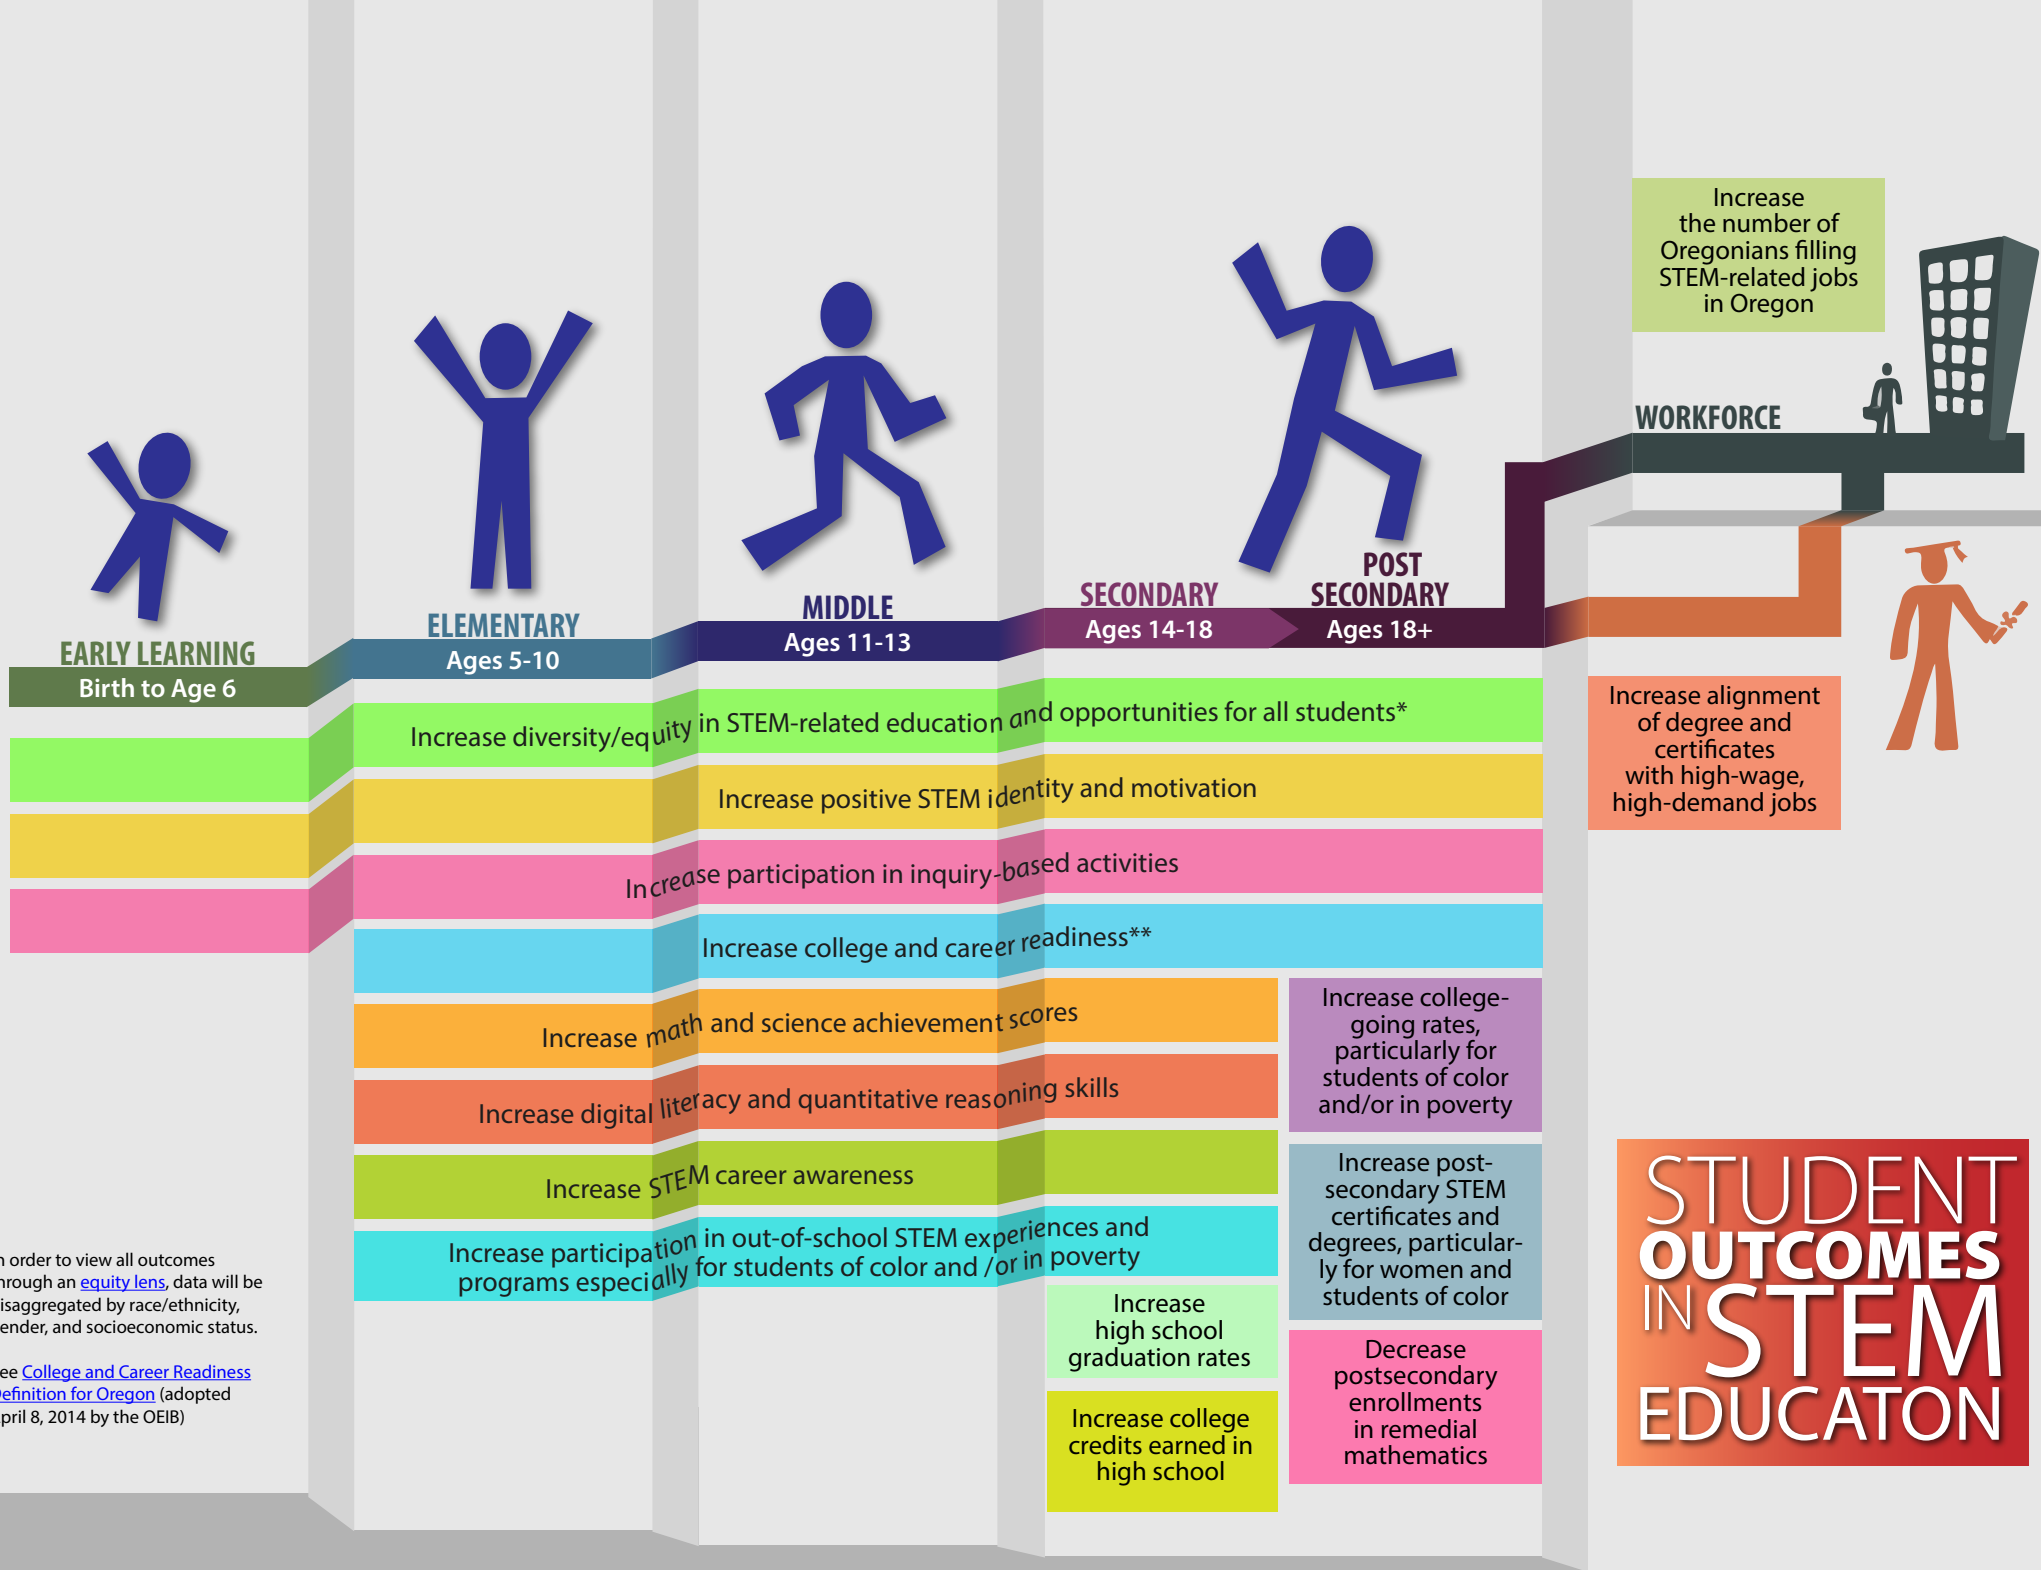 Increase
the number of
Oregonians filling
STEM-related jobs
in Oregon
WORKFORCE
EARLY LEARNING
Birth to Age 6
ELEMENTARY
Ages 5-10
MIDDLE
Ages 11-13
SECONDARY
Ages 14-18
POST
SECONDARY
Ages 18+
Increase diversity/equity in STEM-related education and opportunities for all students*
Increase positive STEM identity and motivation
Increase participation in inquiry-based activities
Increase college and career readiness**
Increase math and science achievement scores
Increase digital literacy and quantitative reasoning skills
Increase STEM career awareness
Increase participation in out-of-school STEM experiences and
programs especially for students of color and /or in poverty
Increase
high school
graduation rates
Increase college
credits earned in
high school
Increase college-
going rates,
particularly for
students of color
and/or in poverty
Increase post-
secondary STEM
certificates and
degrees, particular-
ly for women and
students of color
Decrease
postsecondary
enrollments
in remedial
mathematics
Increase alignment
of degree and
certificates
with high-wage,
high-demand jobs
n order to view all outcomes
hrough an equity lens, data will be
isaggregated by race/ethnicity,
ender, and socioeconomic status.
ee College and Career Readiness
efinition for Oregon (adopted
pril 8, 2014 by the OEIB)
STUDENT
OUTCOMES
IN STEM
EDUCATON